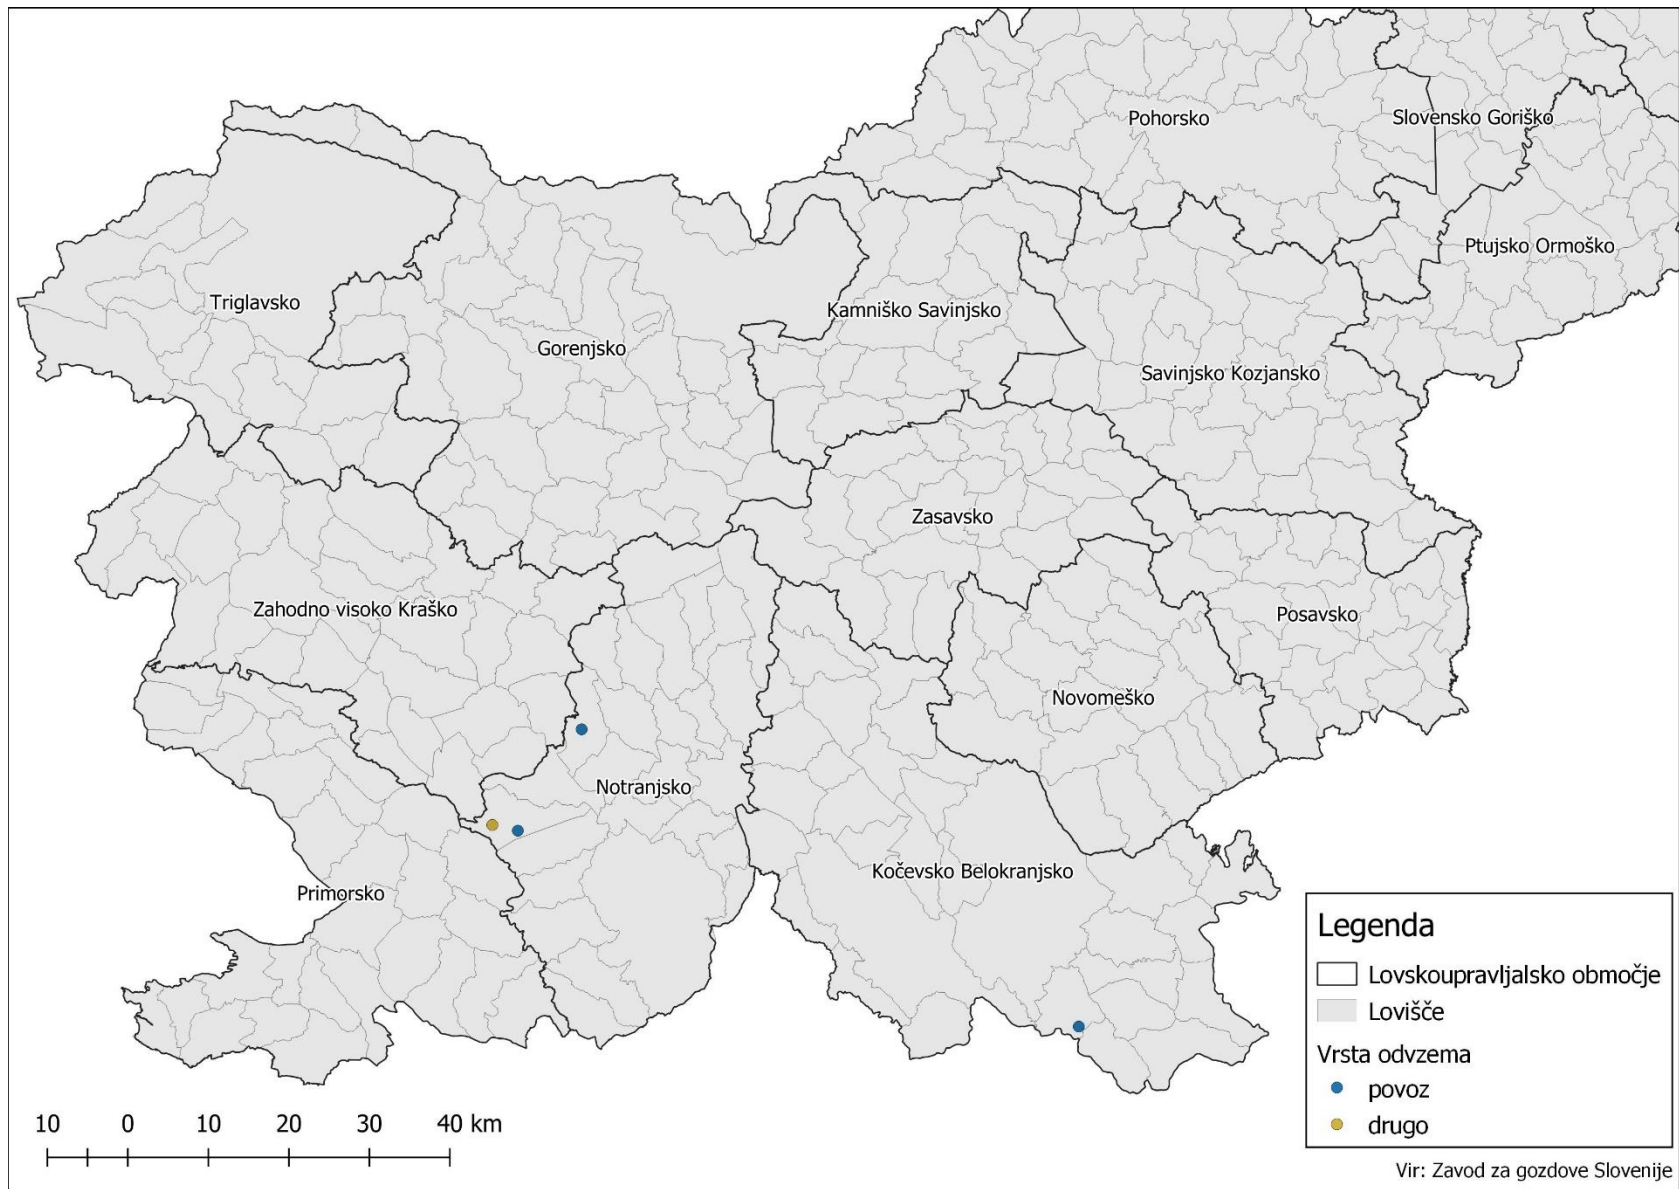 Pohorsko
Slovensko Goriško
Ptujsko Ormoško
Triglavsko
Kamniško Savinjsko
Gorenjsko
Savinjsko Kozjansko
Zasavsko
Zahodno visoko Kraško
Posavsko
Novomeško
Notranjsko
Kočevsko Belokranjsko
Primorsko
Legenda
Lovskoupravljalsko območje
Lovišče
Vrsta odvzema
povoz
drugo
10 0 10 20 30 40 km
Vir: Zavod za gozdove Slovenije